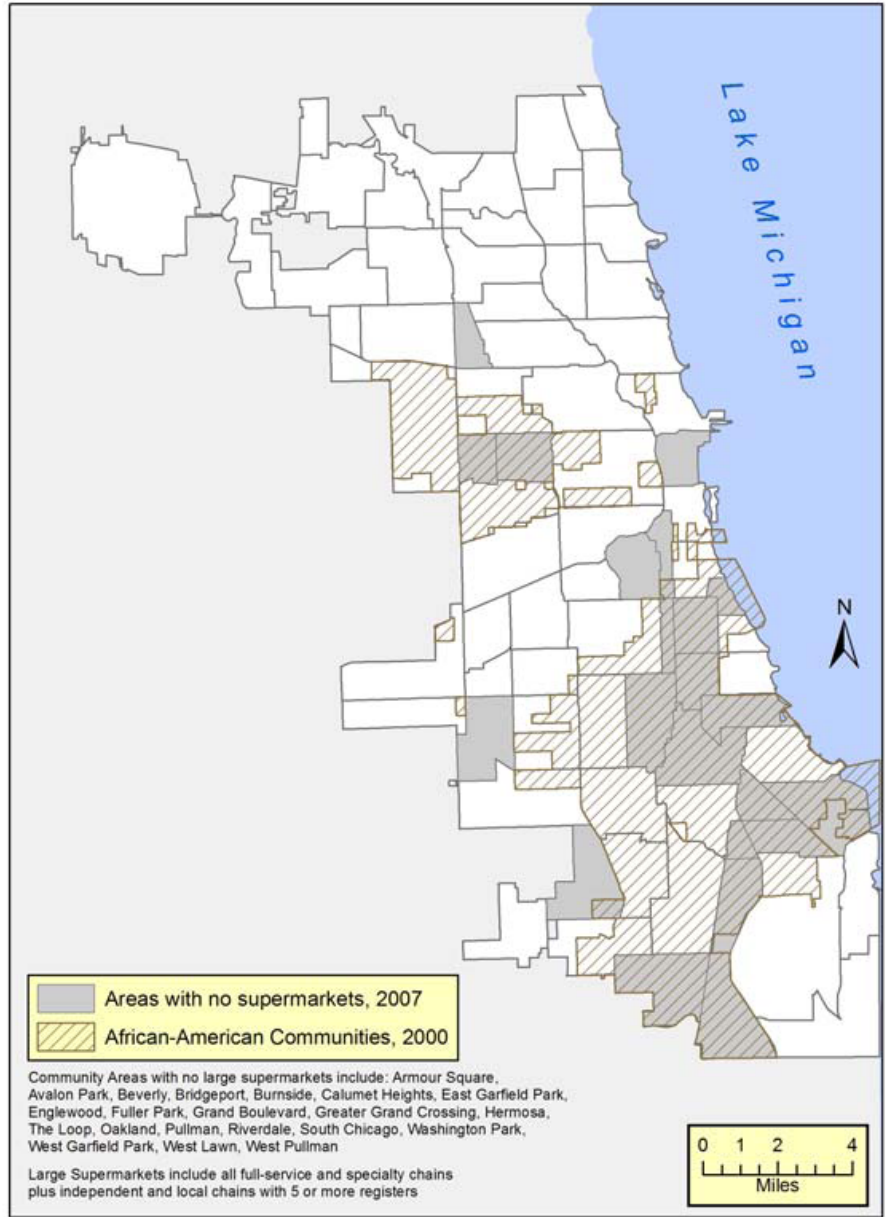 Lake Michigan
N
Areas with no supermarkets, 2007
African-American Communities, 2000
Community Areas with no large supermarkets include: Armour Square,
Avalon Park, Beverly, Bridgeport, Burnside, Calumet Heights, East Garfield Park,
Englewood, Fuller Park, Grand Boulevard, Greater Grand Crossing, Hermosa,
The Loop, Oakland, Pullman, Riverdale, South Chicago, Washington Park,
West Garfield Park, West Lawn, West Pullman
Large Supermarkets include all full-service and specialty chains
plus independent and local chains with 5 or more registers
0 1 2 4
Miles